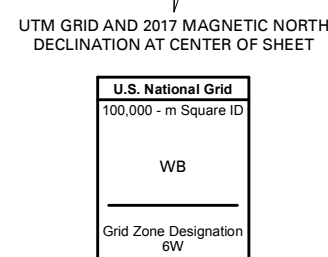 UTM GRID AND 2017 MAGNETIC NORTH
DECLINATION AT CENTER OF SHEET
U.S. National Grid
100,000 - m Square ID
WB
Grid Zone Designation
6W